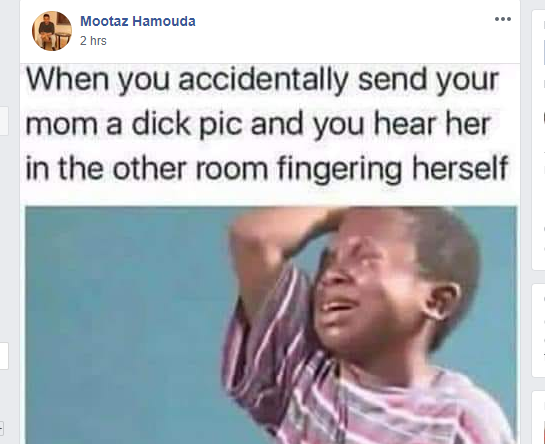 Mootaz Hamouda
2 hrs
When you accidentally send your
mom a dick pic and you hear her
in the other room fingering herself